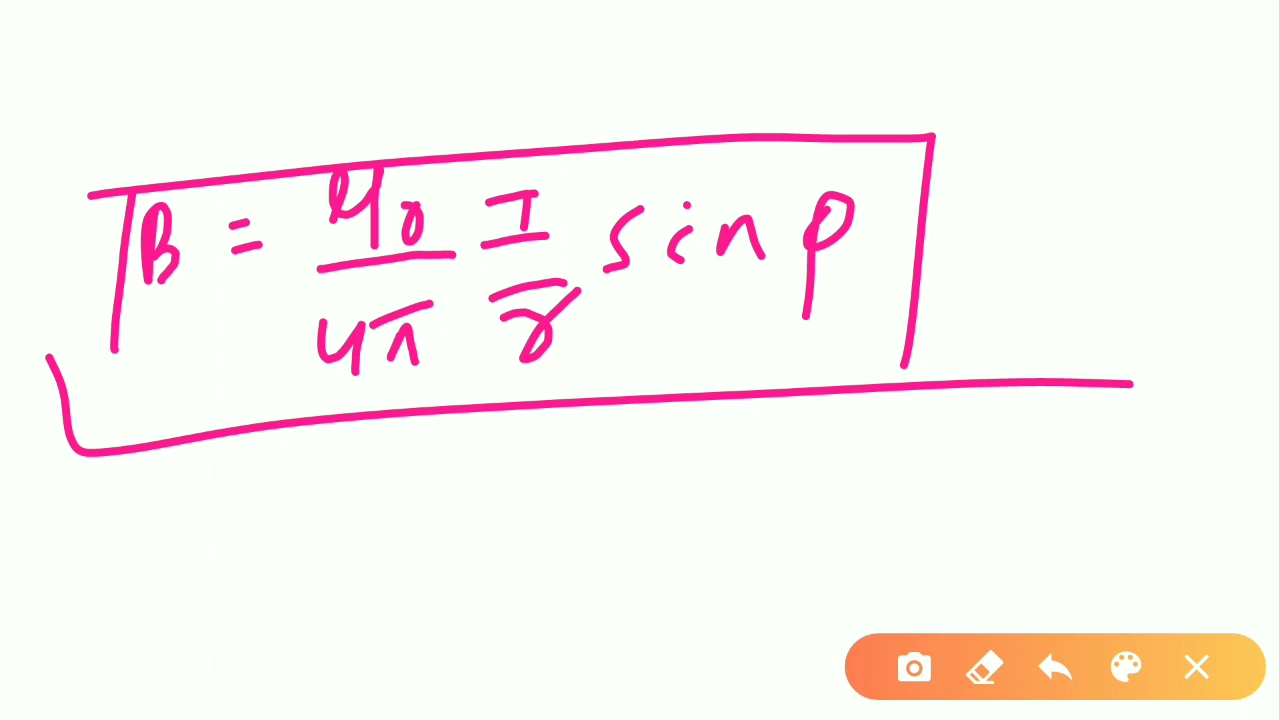 B = μ₀/4π I/r sin φ